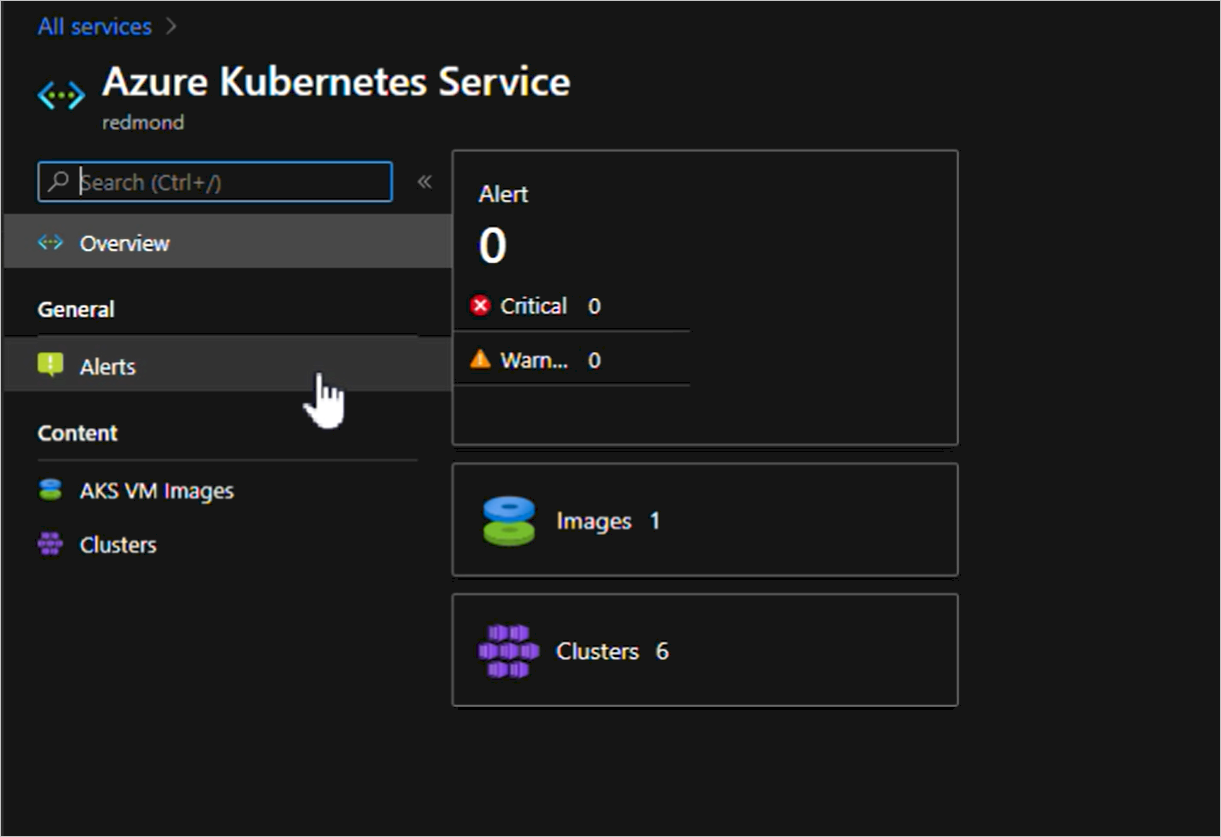 All services >
Azure Kubernetes Service
redmond
Search (Ctrl+/)
«
Overview
General
Alerts
Content
AKS VM Images
Clusters
Alert
0
Critical 0
Warn... 0
Images 1
Clusters 6